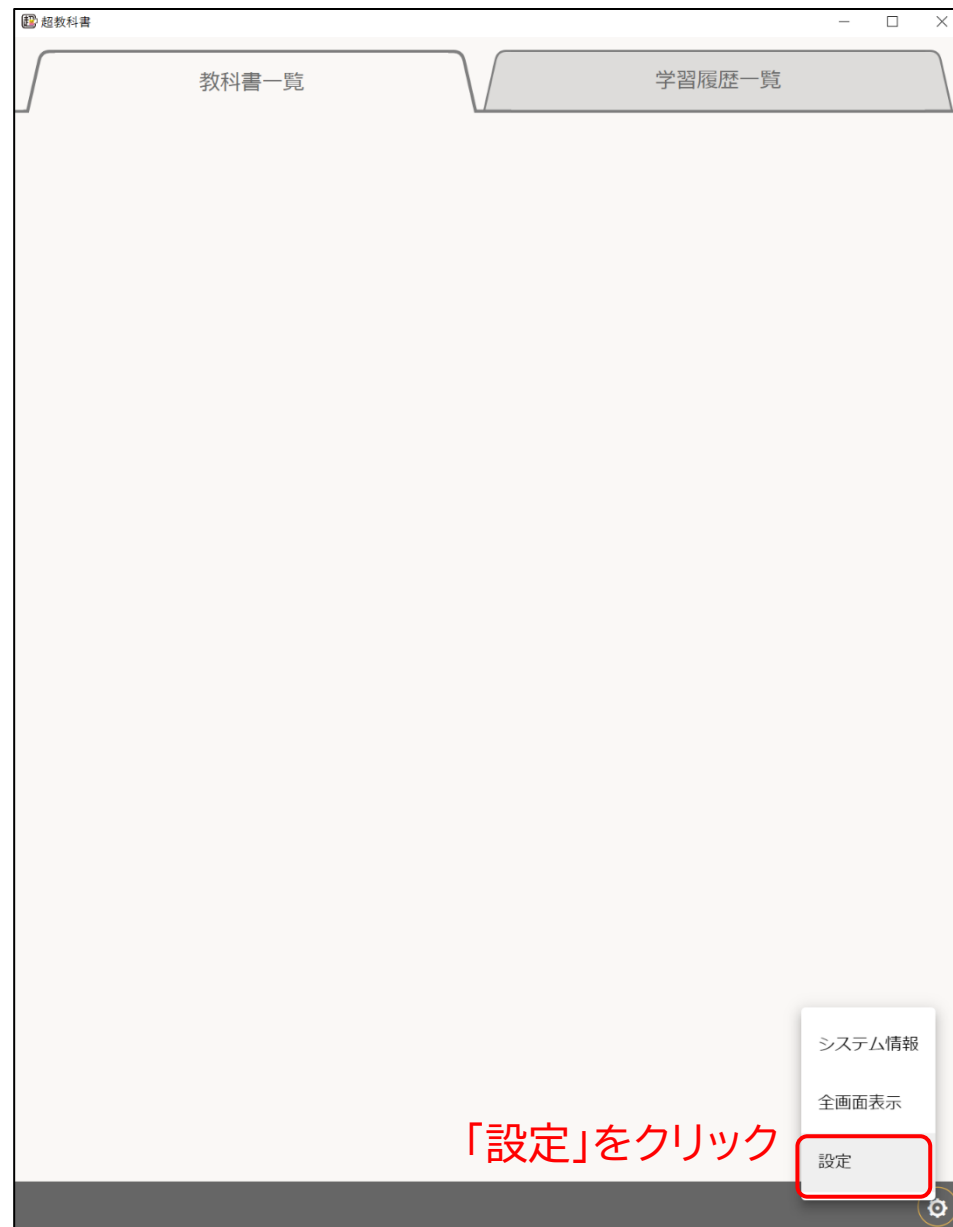 超教科書
教科書一覧
学習履歴一覧
システム情報
全画面表示
「設定」をクリック
設定